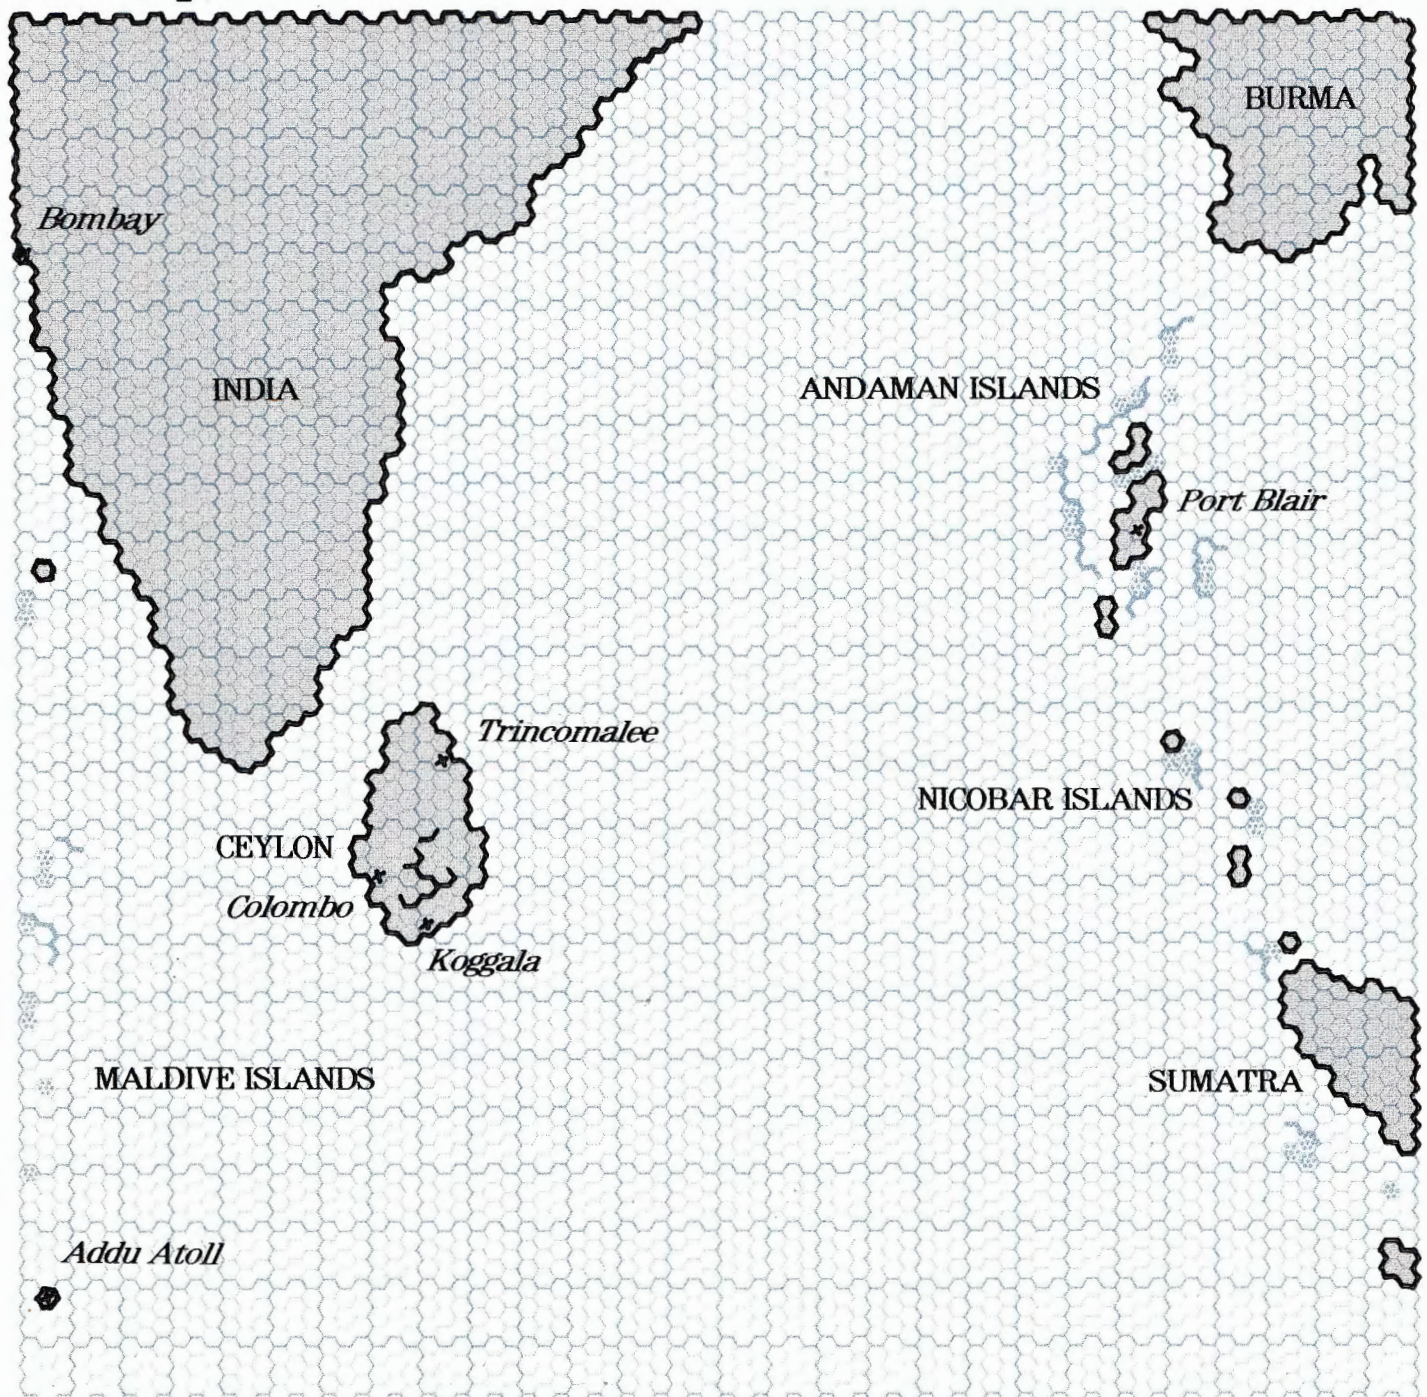 BURMA
Bombay
INDIA
ANDAMAN ISLANDS
Port Blair
Trincomalee
NICOBAR ISLANDS
CEYLON
Colombo
Koggala
MALDIVE ISLANDS
SUMATRA
Addu Atoll